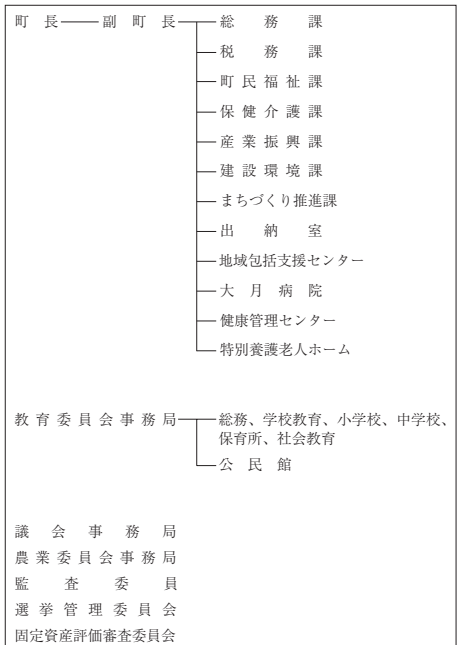 町長 副町長 総務課
税務課
町民福祉課
保健介護課
産業振興課
建設環境課
まちづくり推進課
出納室
地域包括支援センター
大月病院
健康管理センター
特別養護老人ホーム
教育委員会事務局 総務、学校教育、小学校、中学校、
保育所、社会教育
公民館
議会事務局
農業委員会事務局
監査委員
選挙管理委員会
固定資産評価審査委員会